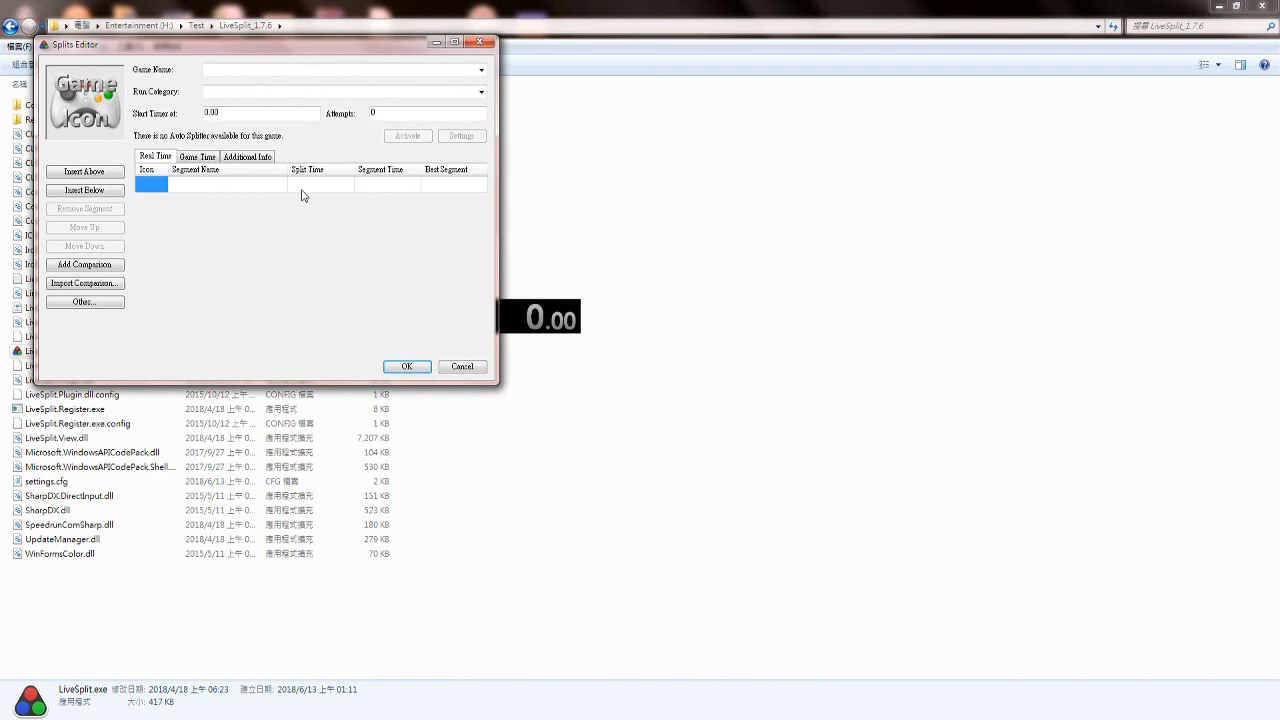 電腦 ▸ Entertainment (H:) ▸ Test ▸ LiveSplit_1.7.6 ▸
搜尋 LiveSplit_1.7.6
檔案(F)
組合管
名稱
Splits Editor
Game Icon
Game Name:
Run Category:
Start Timer at: 0.00 Attempts: 0
There is no Auto Splitter available for this game. Activate Settings
Real Time Game Time Additional Info
Icon Segment Name Split Time Segment Time Best Segment
Insert Above
Insert Below
Remove Segment
Move Up
Move Down
Add Comparison
Import Comparison...
Other...
OK Cancel
0.00
LiveSplit.Plugin.dll.config 2015/10/12 上午 0... CONFIG 檔案 1 KB
LiveSplit.Register.exe 2018/4/18 上午 0... 應用程式 8 KB
LiveSplit.Register.exe.config 2015/10/12 上午 0... CONFIG 檔案 1 KB
LiveSplit.View.dll 2018/4/18 上午 0... 應用程式擴充 7,207 KB
Microsoft.WindowsAPICodePack.dll 2017/9/27 上午 0... 應用程式擴充 104 KB
Microsoft.WindowsAPICodePack.Shell.... 2017/9/27 上午 0... 應用程式擴充 530 KB
settings.cfg 2018/6/13 上午 0... CFG 檔案 2 KB
SharpDX.DirectInput.dll 2015/5/11 上午 0... 應用程式擴充 151 KB
SharpDX.dll 2015/5/11 上午 0... 應用程式擴充 523 KB
SpeedrunComSharp.dll 2018/4/18 上午 0... 應用程式擴充 180 KB
UpdateManager.dll 2018/4/18 上午 0... 應用程式擴充 279 KB
WinFormsColor.dll 2015/5/11 上午 0... 應用程式擴充 70 KB
LiveSplit.exe 修改日期: 2018/4/18 上午 06:23 建立日期: 2018/6/13 上午 01:11
應用程式 大小: 417 KB